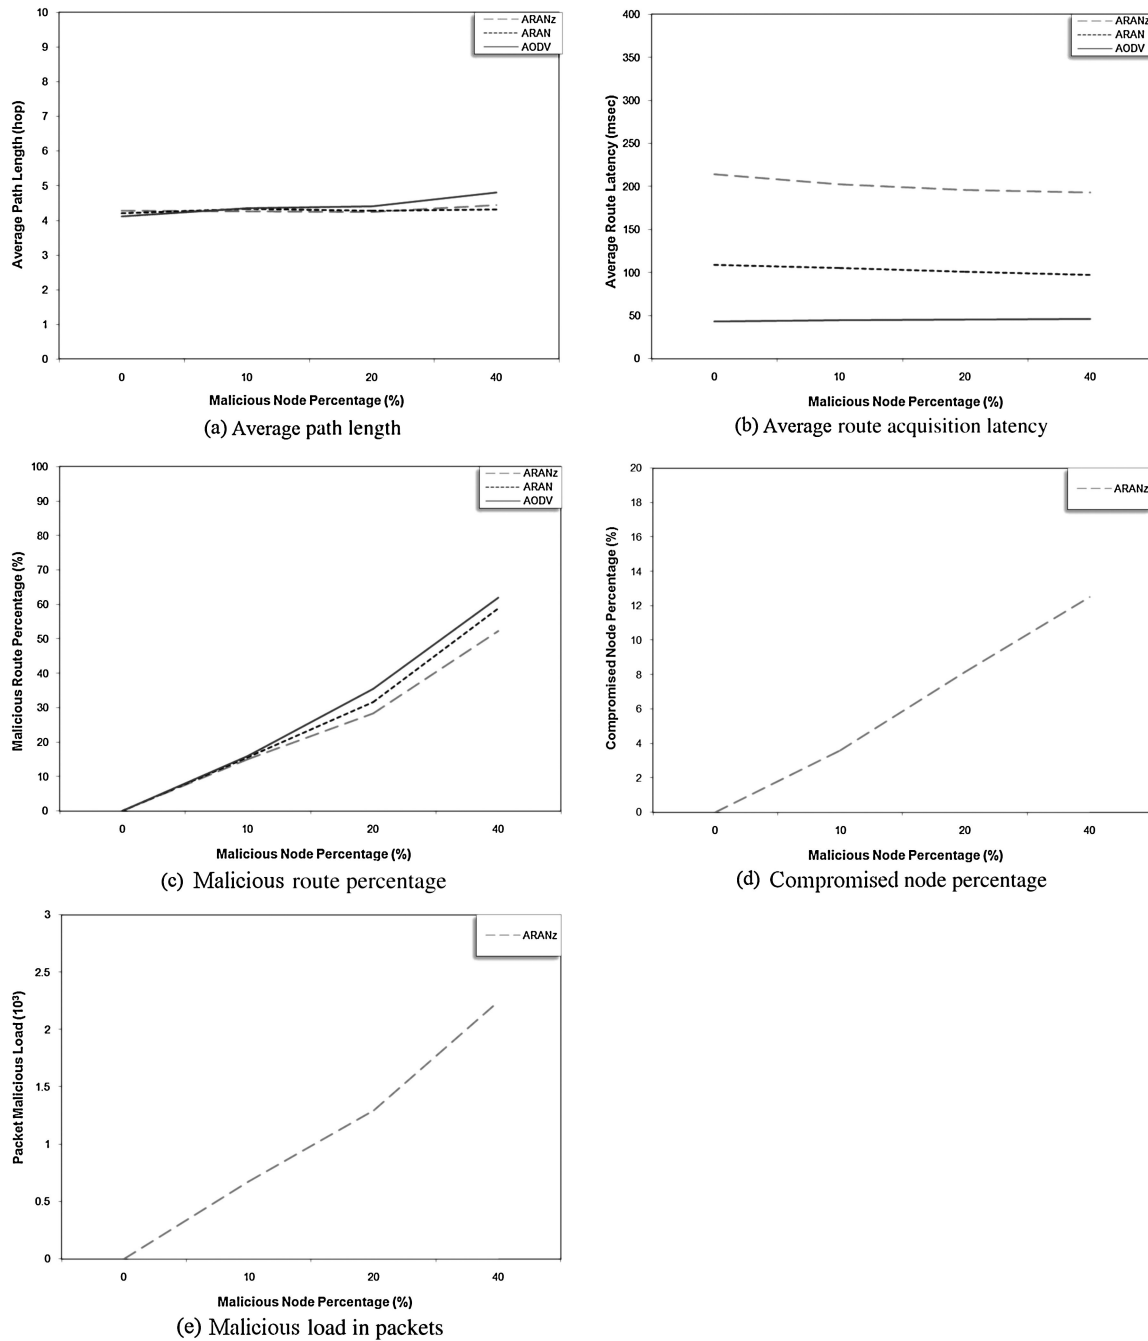 10
9
8
7
6
5
4
3
2
1
0
Average Path Length (hop)
ARANz
ARAN
AODV
0 10 20 40
Malicious Node Percentage (%)
(a) Average path length
400
350
300
250
200
150
100
50
0
Average Route Latency (msec)
ARANz
ARAN
AODV
0 10 20 40
Malicious Node Percentage (%)
(b) Average route acquisition latency
100
90
80
70
60
50
40
30
20
10
0
Malicious Route Percentage (%)
ARANz
ARAN
AODV
0 10 20 40
Malicious Node Percentage (%)
(c) Malicious route percentage
20
18
16
14
12
10
8
6
4
2
0
Compromised Node Percentage (%)
ARANz
0 10 20 40
Malicious Node Percentage (%)
(d) Compromised node percentage
3
2.5
2
1.5
1
0.5
0
Packet Malicious Load (10³)
ARANz
0 10 20 40
Malicious Node Percentage (%)
(e) Malicious load in packets